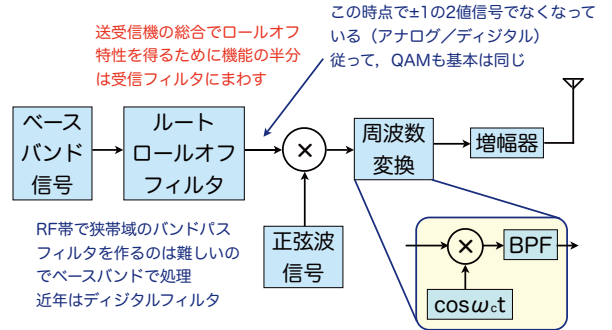 送受信機の総合でロールオフ
特性を得るために機能の半分
は受信フィルタにまわす
この時点で±1の2値信号でなくなって
いる（アナログ／ディジタル）
従って，QAMも基本は同じ
ベース
バンド
信号
ルート
ロールオフ
フィルタ
×
周波数
変換
増幅器
正弦波
信号
RF帯で狭帯域のバンドパス
フィルタを作るのは難しいの
でベースバンドで処理
近年はディジタルフィルタ
×
BPF
cosωct